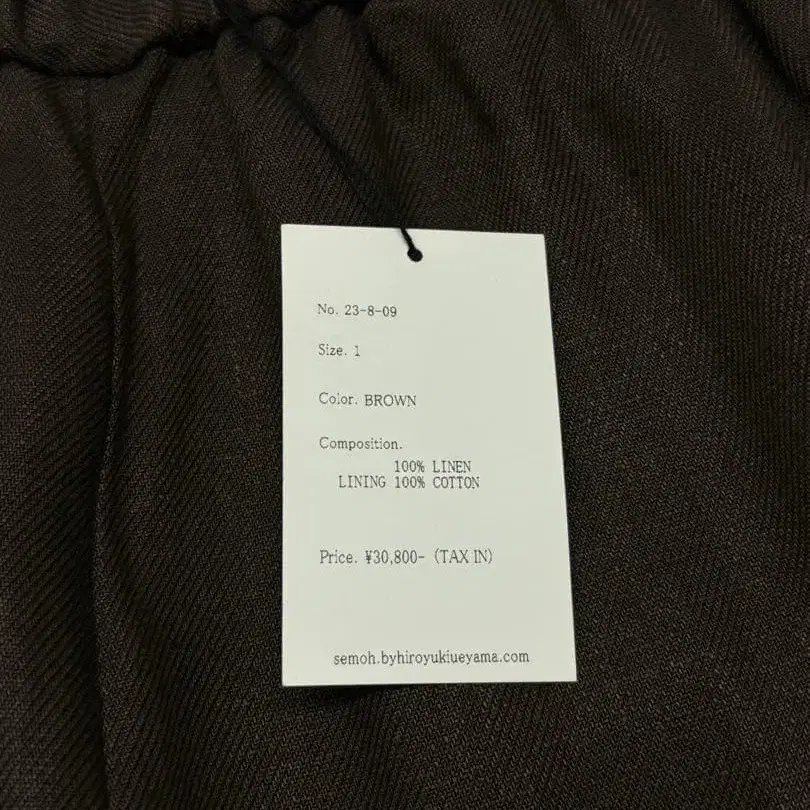 No. 23-8-09
Size. 1
Color. BROWN
Composition.
100% LINEN
LINING 100% COTTON
Price. ¥30,800- (TAX IN)
semoh.byhiroyukiueyama.com